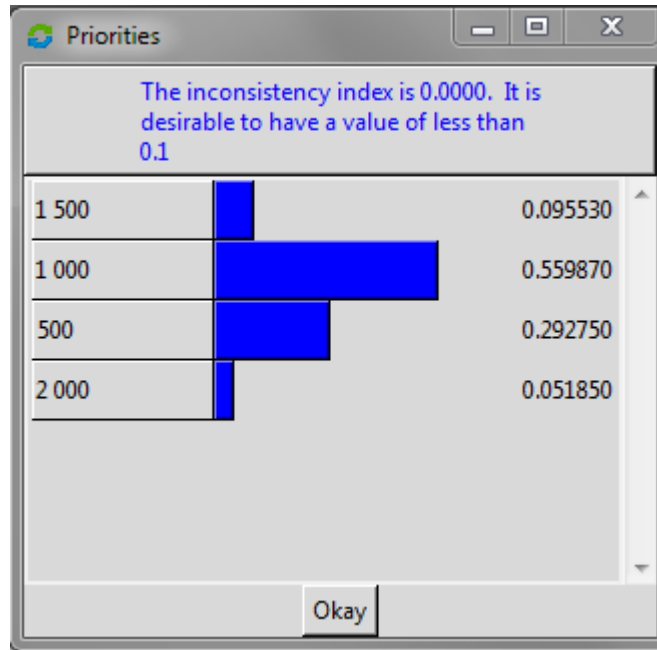 Priorities
The inconsistency index is 0.0000. It is
desirable to have a value of less than
0.1
1 500 0.095530
1 000 0.559870
500 0.292750
2 000 0.051850
Okay